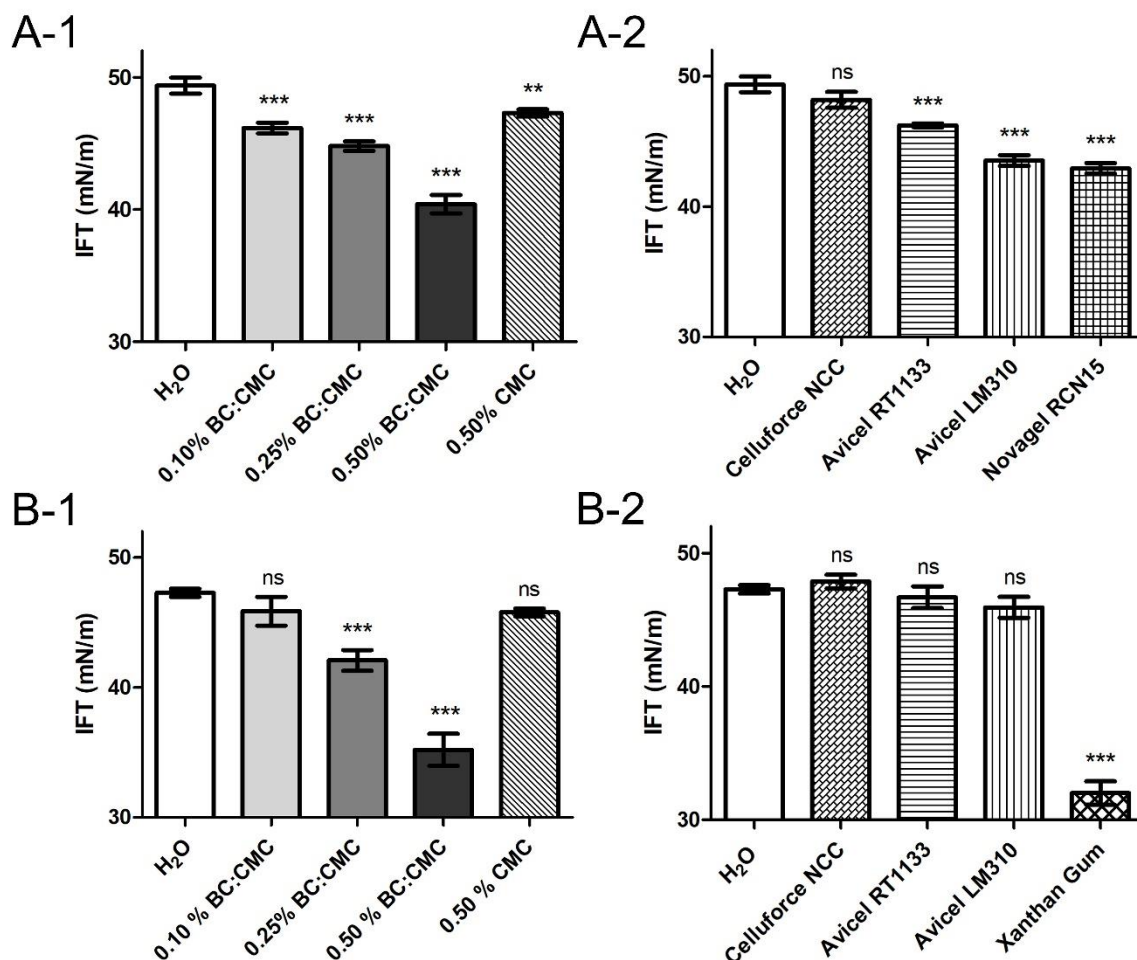 A-1
IFT (mN/m)
50
40
30
***
***
***
**
H₂O
0.10% BC:CMC
0.25% BC:CMC
0.50% BC:CMC
0.50% CMC
A-2
IFT (mN/m)
50
40
30
ns
***
***
***
H₂O
Celluforce NCC
Avicel RT1133
Avicel LM310
Novagel RCN15
B-1
IFT (mN/m)
50
40
30
ns
***
***
ns
H₂O
0.10 % BC:CMC
0.25% BC:CMC
0.50 % BC:CMC
0.50 % CMC
B-2
IFT (mN/m)
50
40
30
ns
ns
ns
***
H₂O
Celluforce NCC
Avicel RT1133
Avicel LM310
Xanthan Gum